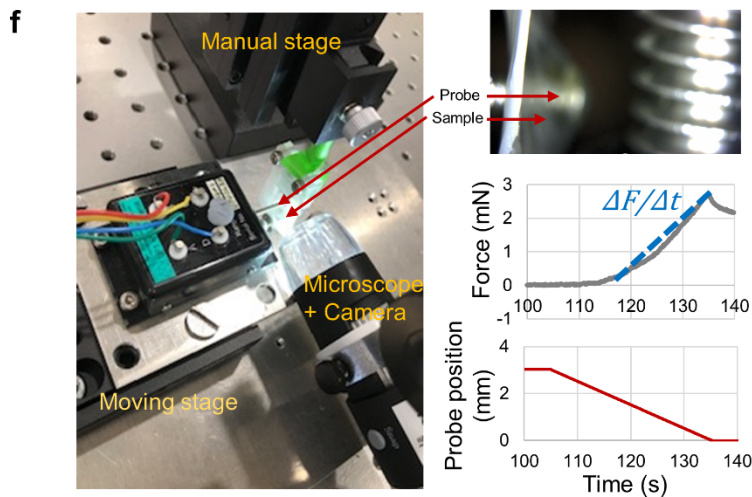 f
Manual stage
Probe
Sample
Microscope
+ Camera
Moving stage
Swap
ΔF/Δt
Force (mN)
3
2
1
0
-1
100 110 120 130 140
Probe position
(mm)
4
2
0
100 110 120 130 140
Time (s)